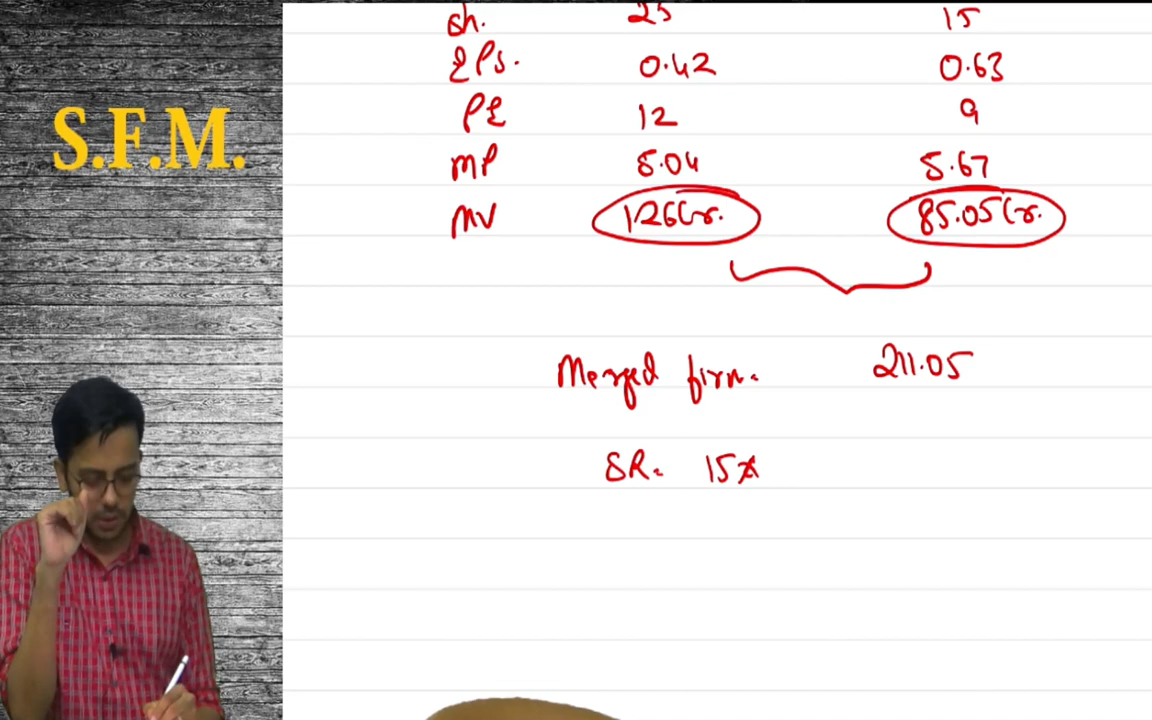 S.F.M.
Sh. 25 15
EPS. 0.42 0.63
PE 12 9
MP 5.04 5.67
MV 126Cr. 85.05Cr.
Merged firm. 211.05
SR. 15